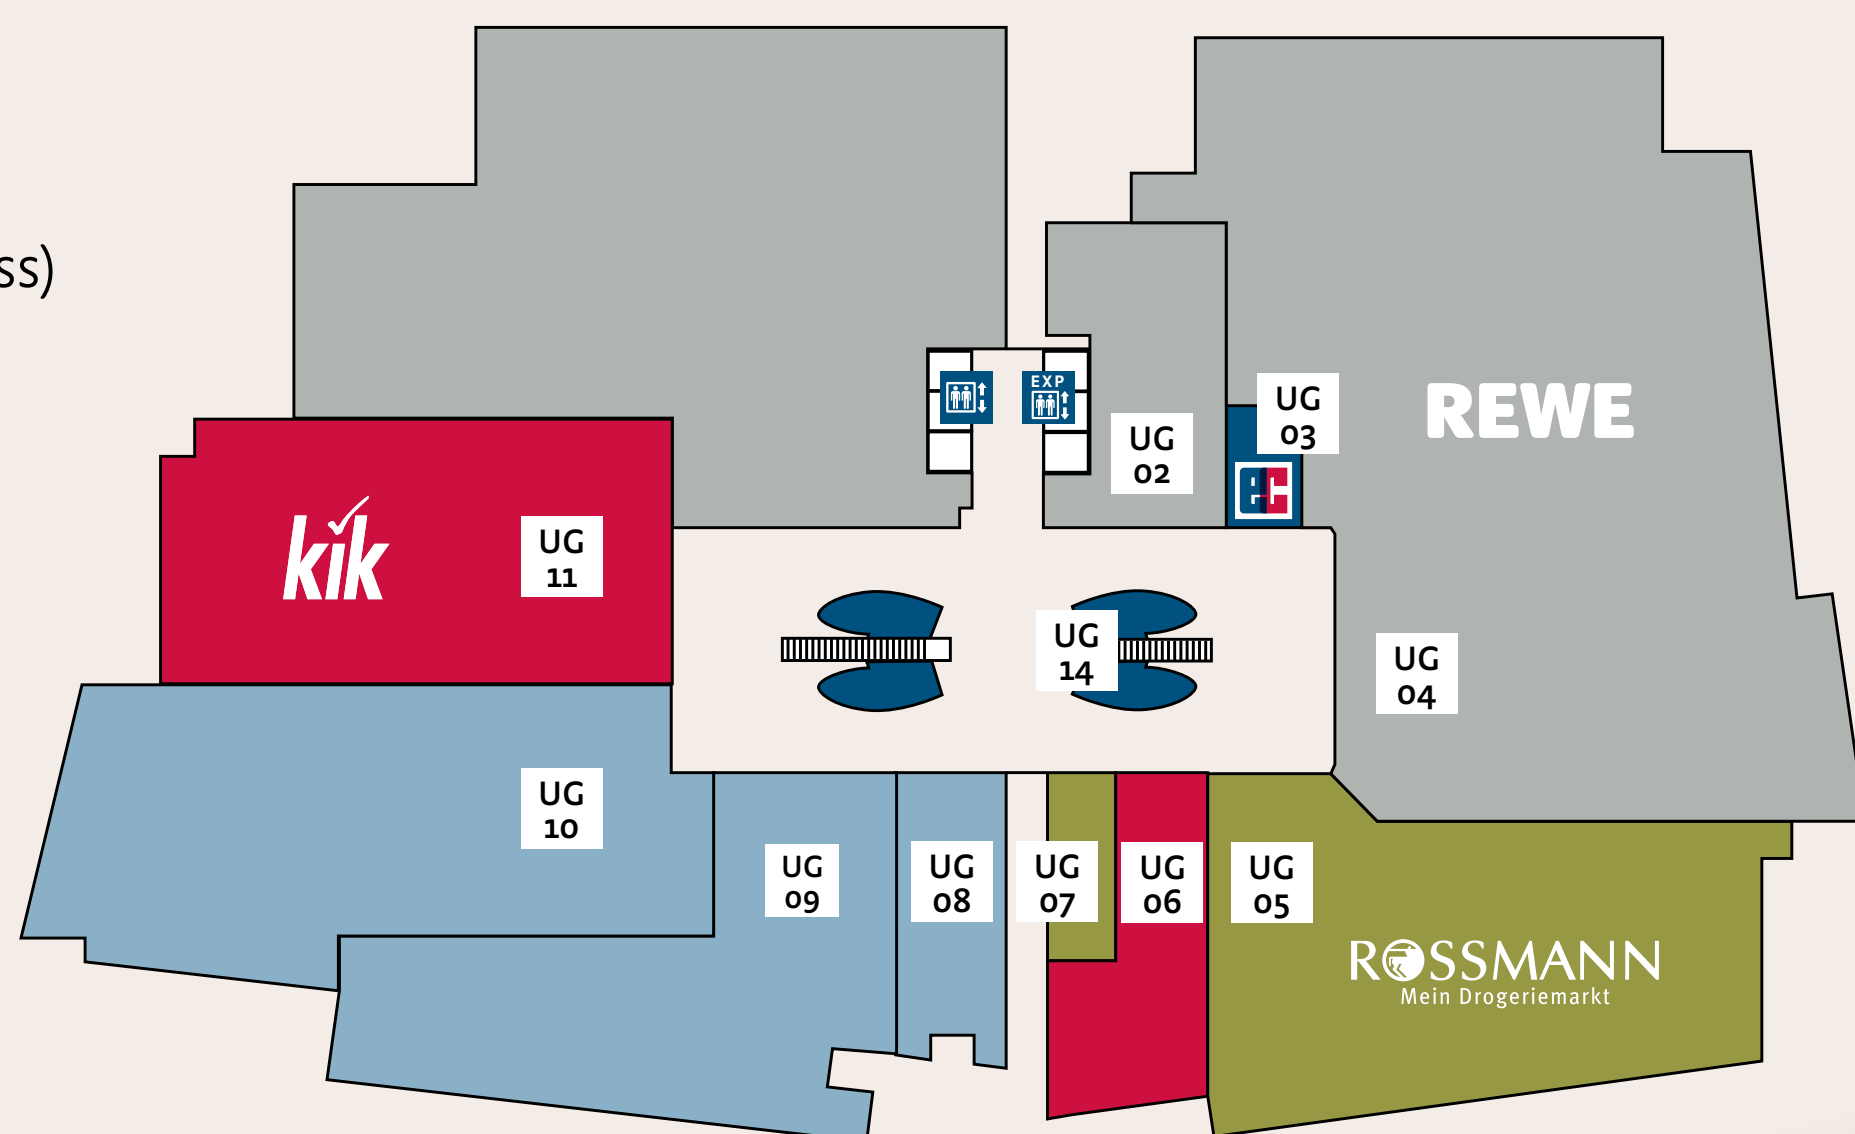 ss)
EXP
UG
03
REWE
UG
02
kik
UG
11
UG
14
UG
04
UG
10
UG
09
UG
08
UG
07
UG
06
UG
05
ROSSMANN
Mein Drogeriemarkt